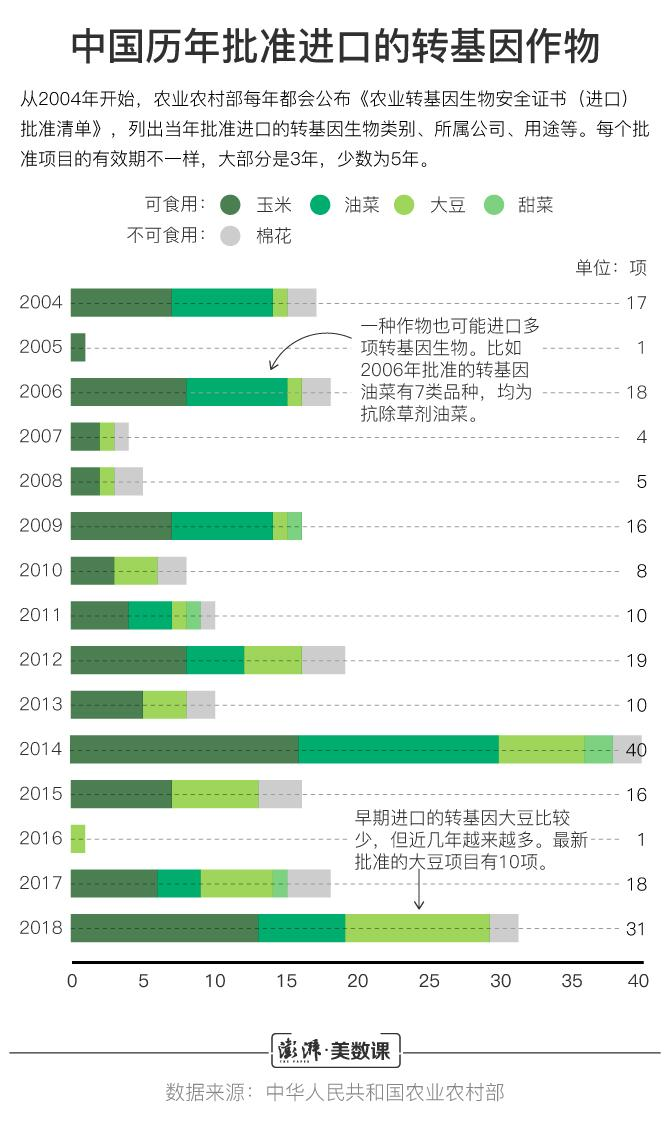 中国历年批准进口的转基因作物
从2004年开始，农业农村部每年都会公布《农业转基因生物安全证书（进口）
批准清单》，列出当年批准进口的转基因生物类别、所属公司、用途等。每个批
准项目的有效期不一样，大部分是3年，少数为5年。
可食用： 玉米 油菜 大豆 甜菜
不可食用： 棉花
单位：项
2004 17
一种作物也可能进口多
项转基因生物。比如
2006年批准的转基因
油菜有7类品种，均为
抗除草剂油菜。
2005 1
2006 18
2007 4
2008 5
2009 16
2010 8
2011 10
2012 19
2013 10
2014 40
2015 16
早期进口的转基因大豆比较
少，但近几年越来越多。最新
批准的大豆项目有10项。
2016 1
2017 18
2018 31
0 5 10 15 20 25 30 35 40
澎湃·美数课
THE PAPER
数据来源：中华人民共和国农业农村部